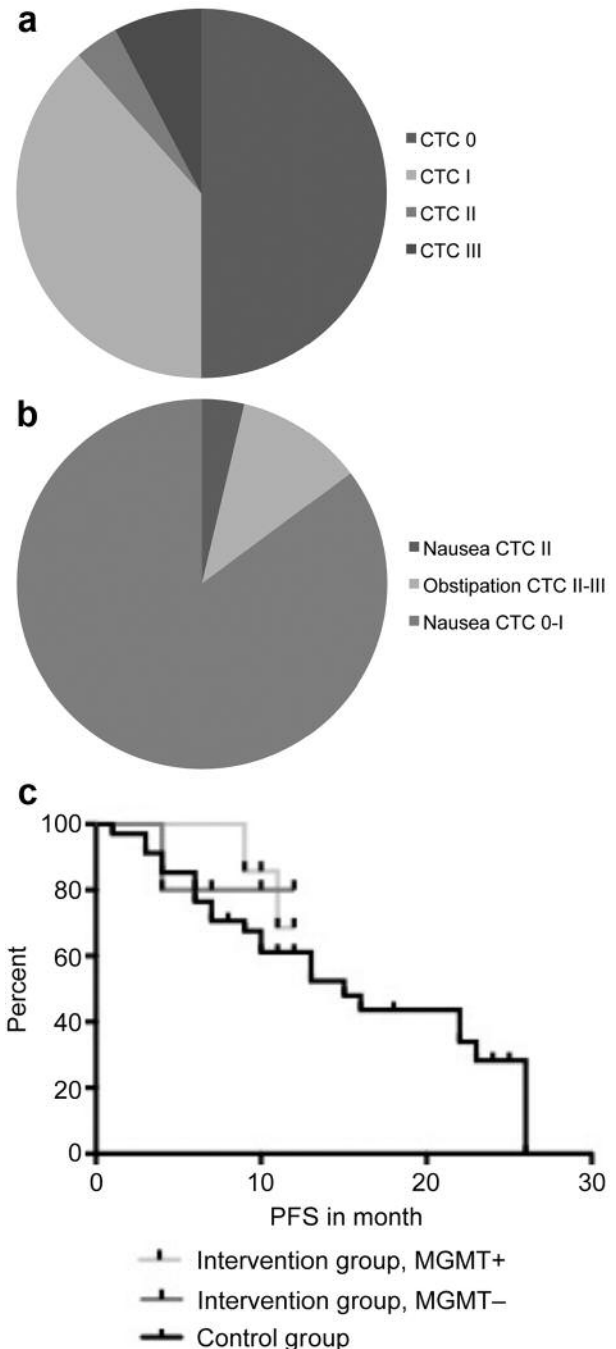 a
CTC 0
CTC I
CTC II
CTC III
b
Nausea CTC II
Obstipation CTC II-III
Nausea CTC 0-I
c
100
80
60
40
20
0
Percent
0 10 20 30
PFS in month
Intervention group, MGMT+
Intervention group, MGMT–
Control group